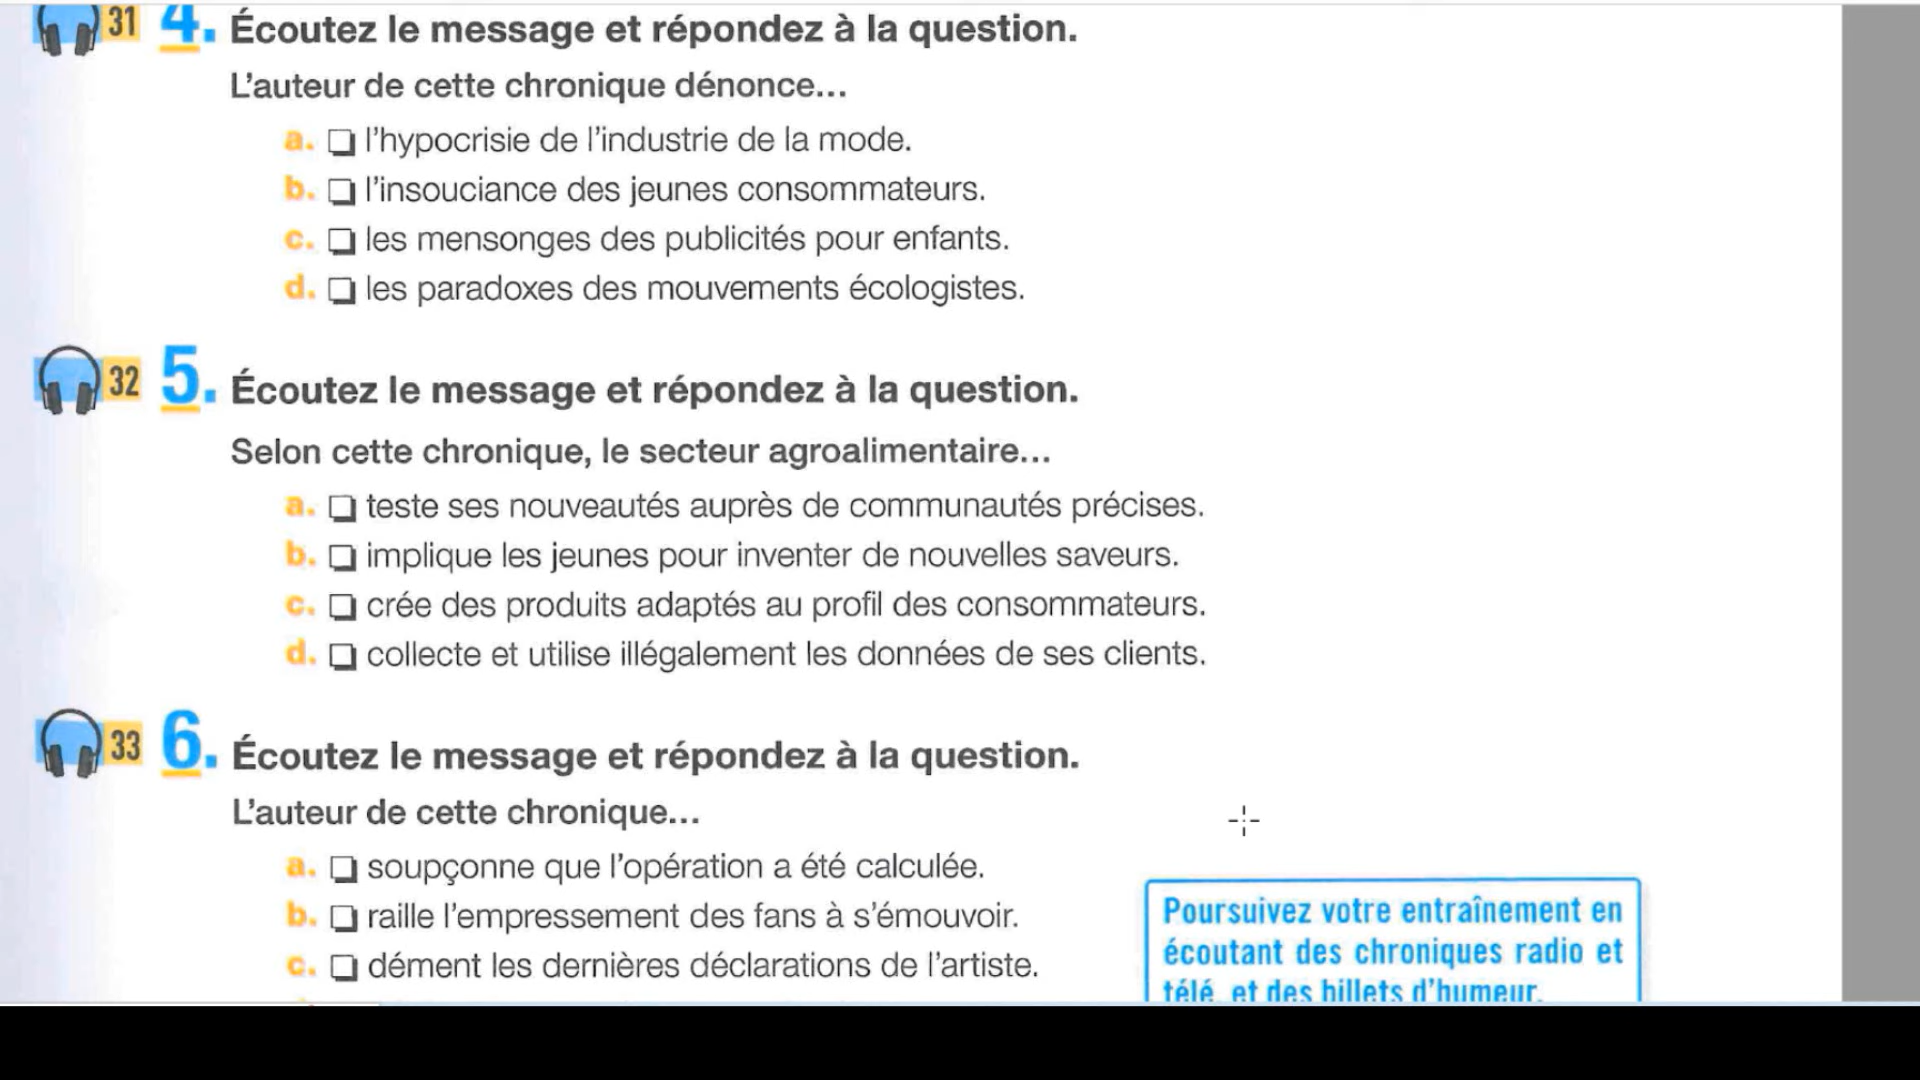 31 4. Écoutez le message et répondez à la question.
L'auteur de cette chronique dénonce...
a. l'hypocrisie de l'industrie de la mode.
b. l'insouciance des jeunes consommateurs.
c. les mensonges des publicités pour enfants.
d. les paradoxes des mouvements écologistes.
32 5. Écoutez le message et répondez à la question.
Selon cette chronique, le secteur agroalimentaire...
a. teste ses nouveautés auprès de communautés précises.
b. implique les jeunes pour inventer de nouvelles saveurs.
c. crée des produits adaptés au profil des consommateurs.
d. collecte et utilise illégalement les données de ses clients.
33 6. Écoutez le message et répondez à la question.
L'auteur de cette chronique...
a. soupçonne que l'opération a été calculée.
b. raille l'empressement des fans à s'émouvoir.
c. dément les dernières déclarations de l'artiste.
Poursuivez votre entraînement en
écoutant des chroniques radio et
télé, et des billets d'humeur.